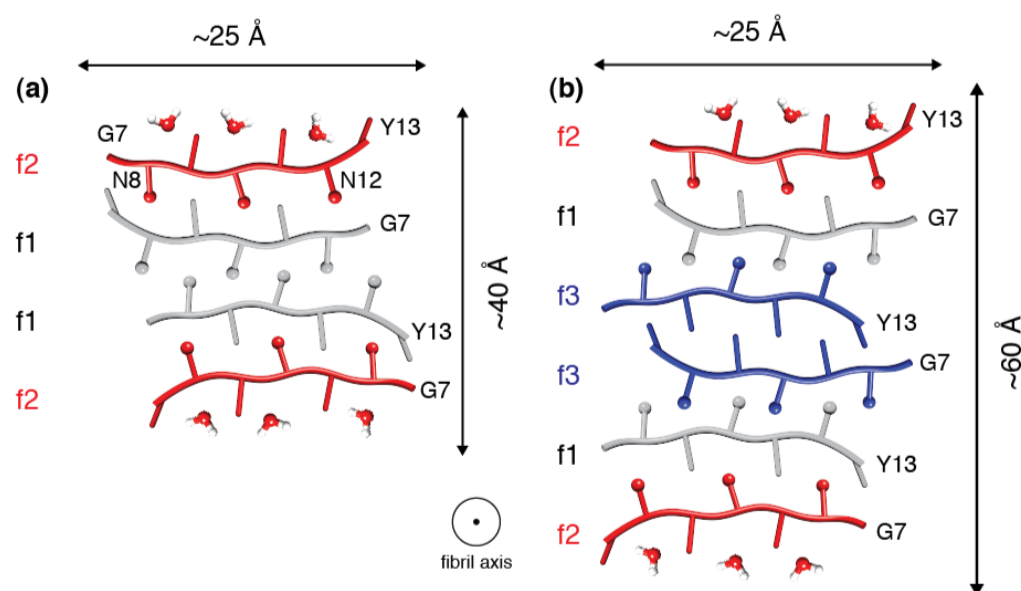 ~25 Å
(a)
G7
Y13
f2
N8
N12
f1
G7
~40 Å
f1
Y13
f2
G7
fibril axis
~25 Å
(b)
Y13
f2
f1
G7
f3
Y13
~60 Å
f3
G7
f1
Y13
f2
G7